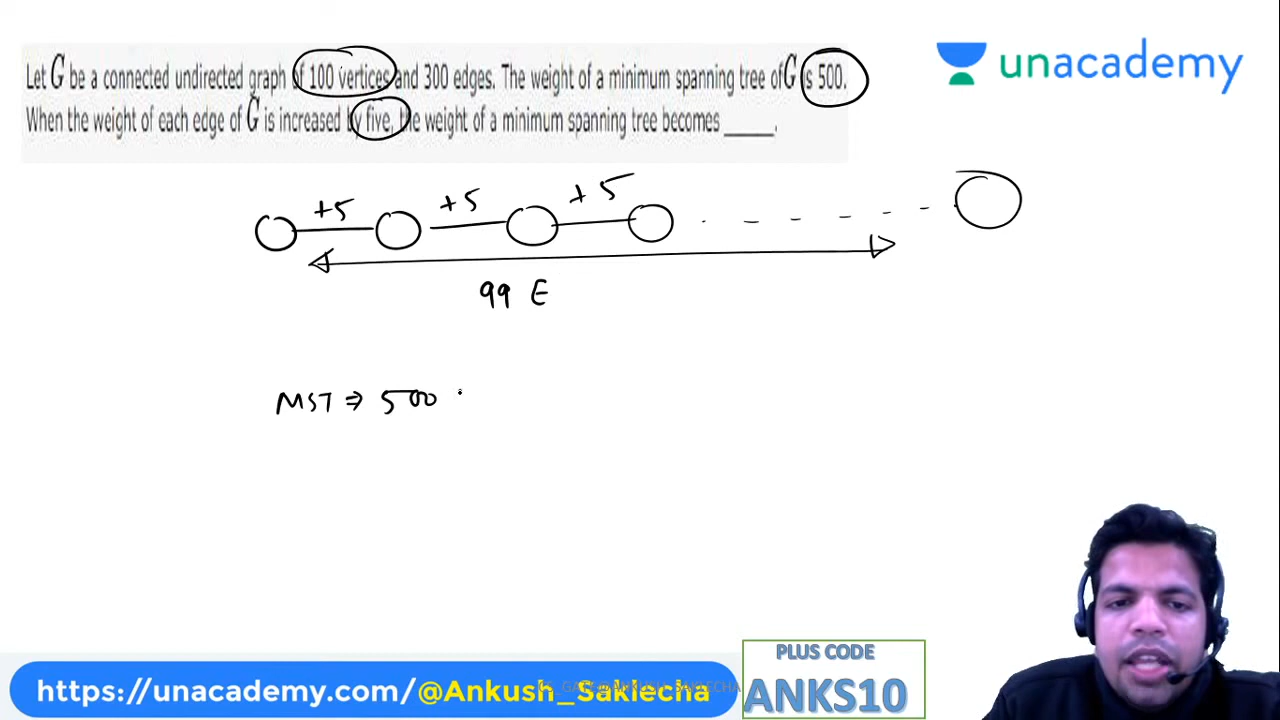 Let G be a connected undirected graph of 100 vertices and 300 edges. The weight of a minimum spanning tree of G is 500.
When the weight of each edge of G is increased by five, the weight of a minimum spanning tree becomes _____.
unacademy
+5 +5 +5
99 E
MST ⇒ 500
PLUS CODE
ANKS10
https://unacademy.com/@Ankush_Saklecha